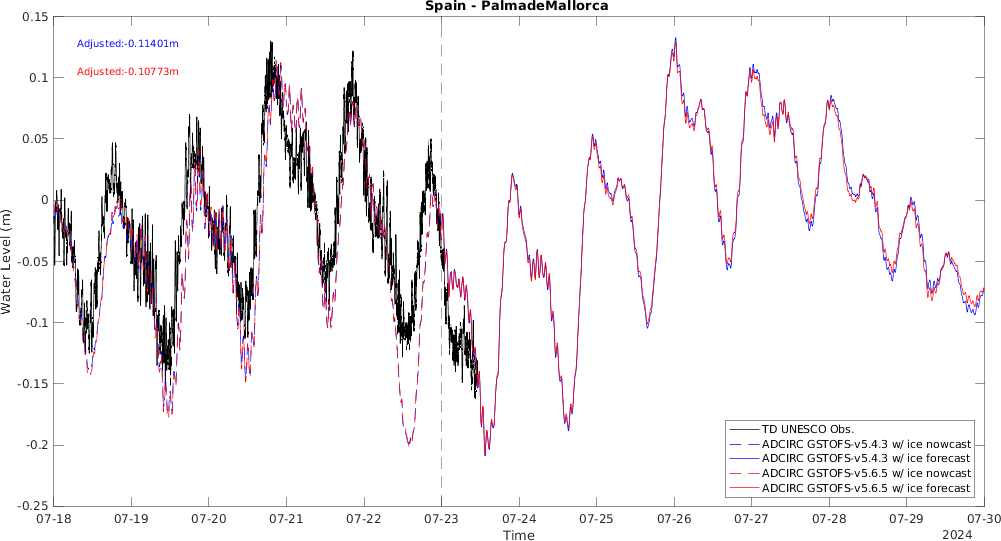 Spain - PalmadeMallorca
0.15
0.1
0.05
0
-0.05
-0.1
-0.15
-0.2
-0.25
Water Level (m)
Adjusted:-0.11401m
Adjusted:-0.10773m
TD UNESCO Obs.
ADCIRC GSTOFS-v5.4.3 w/ ice nowcast
ADCIRC GSTOFS-v5.4.3 w/ ice forecast
ADCIRC GSTOFS-v5.6.5 w/ ice nowcast
ADCIRC GSTOFS-v5.6.5 w/ ice forecast
07-18 07-19 07-20 07-21 07-22 07-23 07-24 07-25 07-26 07-27 07-28 07-29 07-30
Time
2024